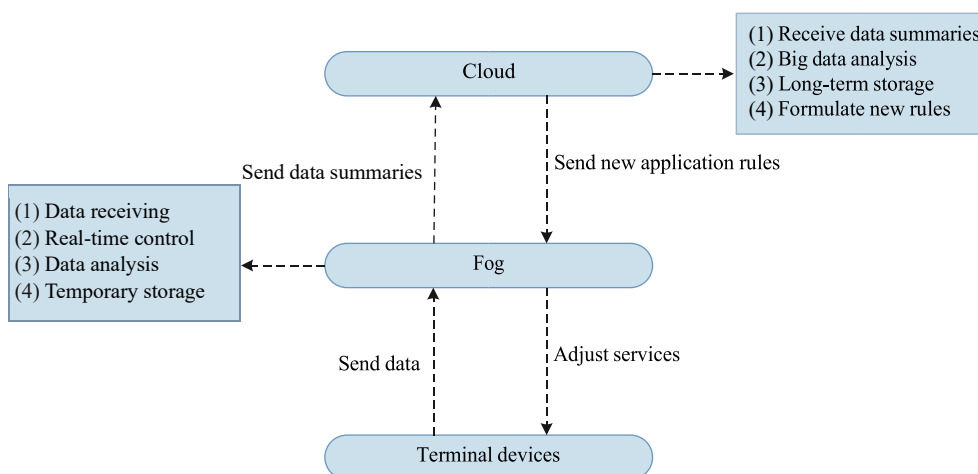 (1) Receive data summaries
(2) Big data analysis
(3) Long-term storage
(4) Formulate new rules
Cloud
Send data summaries
Send new application rules
(1) Data receiving
(2) Real-time control
(3) Data analysis
(4) Temporary storage
Fog
Send data
Adjust services
Terminal devices